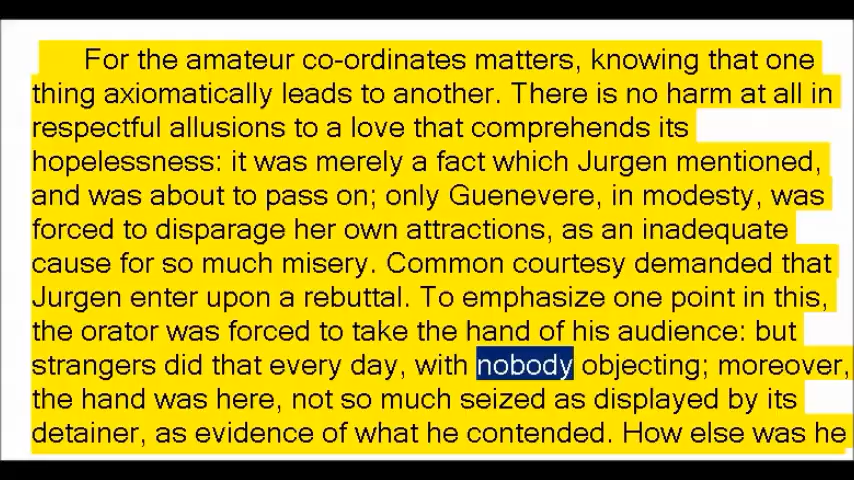 For the amateur co-ordinates matters, knowing that one
thing axiomatically leads to another. There is no harm at all in
respectful allusions to a love that comprehends its
hopelessness: it was merely a fact which Jurgen mentioned,
and was about to pass on; only Guenevere, in modesty, was
forced to disparage her own attractions, as an inadequate
cause for so much misery. Common courtesy demanded that
Jurgen enter upon a rebuttal. To emphasize one point in this,
the orator was forced to take the hand of his audience: but
strangers did that every day, with nobody objecting; moreover,
the hand was here, not so much seized as displayed by its
detainer, as evidence of what he contended. How else was he